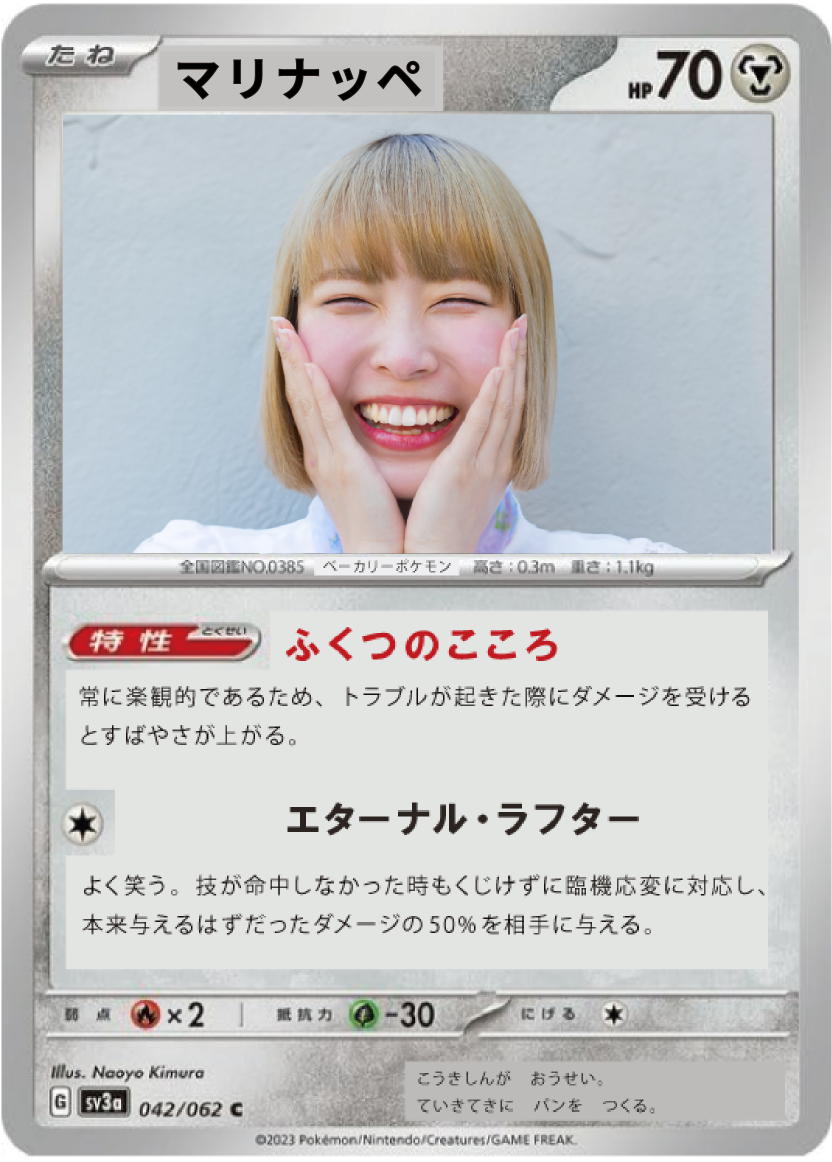 たね
マリナッペ
HP70
全国図鑑NO.0385 ベーカリーポケモン 高さ:0.3m 重さ:1.1kg
特性 とくせい ふくつのこころ
常に楽観的であるため、トラブルが起きた際にダメージを受ける
とすばやさが上がる。
エターナル・ラフター
よく笑う。技が命中しなかった時もくじけずに臨機応変に対応し、
本来与えるはずだったダメージの50%を相手に与える。
弱点 ×2 抵抗力 -30 にげる
Illus. Naoyo Kimura
G sv3a 042/062 C
こうきしんが おうせい。
ていきてきに パンを つくる。
©2023 Pokémon/Nintendo/Creatures/GAME FREAK.